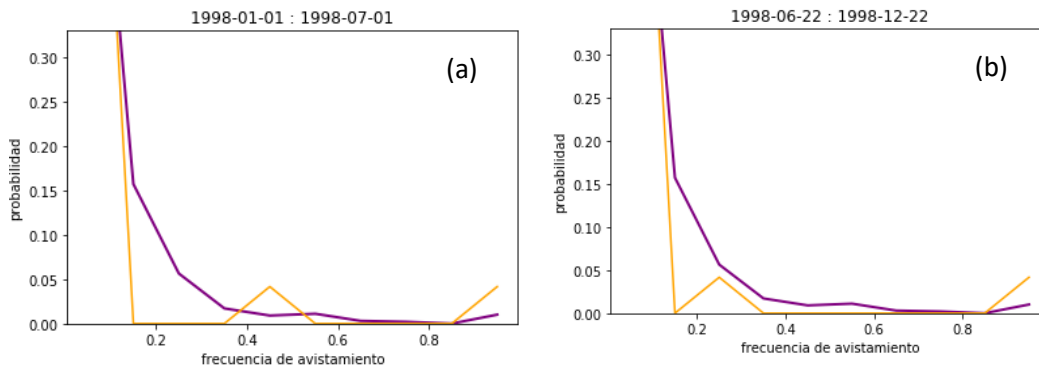 1998-01-01 : 1998-07-01
(a)
0.30
0.25
0.20
0.15
0.10
0.05
0.00
probabilidad
0.2 0.4 0.6 0.8
frecuencia de avistamiento
1998-06-22 : 1998-12-22
(b)
0.30
0.25
0.20
0.15
0.10
0.05
0.00
probabilidad
0.2 0.4 0.6 0.8
frecuencia de avistamiento